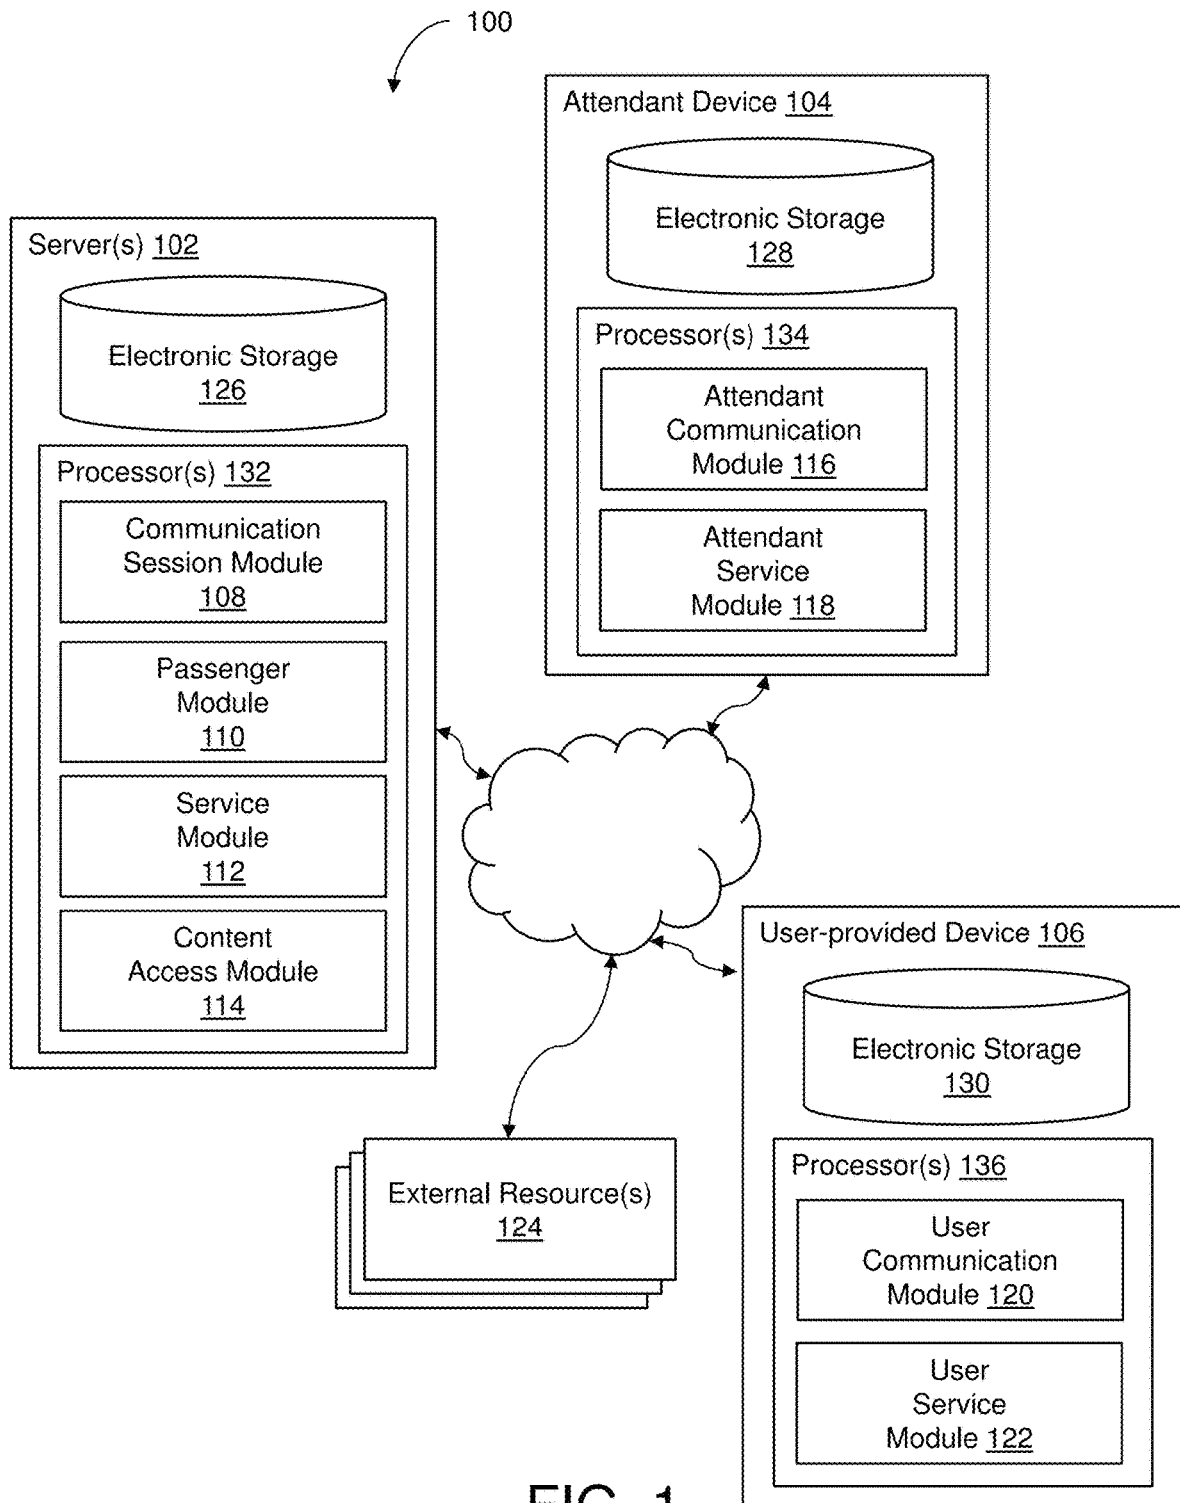 100
Attendant Device 104
Electronic Storage
128
Processor(s) 134
Attendant
Communication
Module 116
Attendant
Service
Module 118
Server(s) 102
Electronic Storage
126
Processor(s) 132
Communication
Session Module
108
Passenger
Module
110
Service
Module
112
Content
Access Module
114
User-provided Device 106
Electronic Storage
130
Processor(s) 136
User
Communication
Module 120
User
Service
Module 122
External Resource(s)
124
FIG. 1